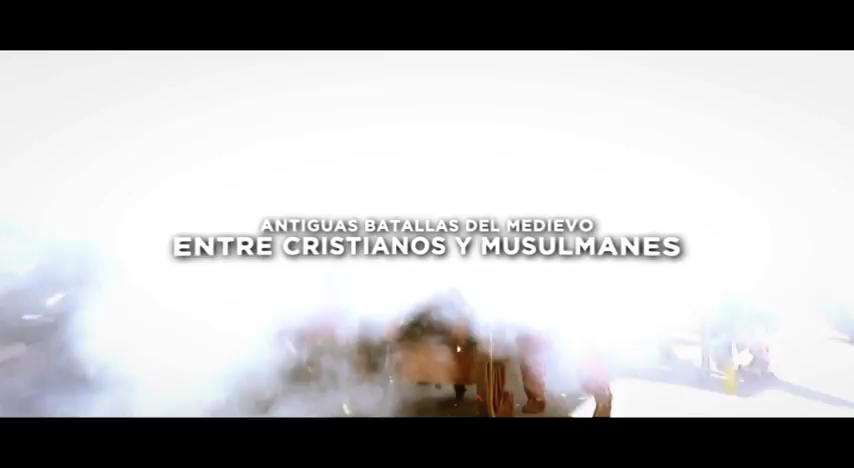 ANTIGUAS BATALLAS DEL MEDIEVO
ENTRE CRISTIANOS Y MUSULMANES